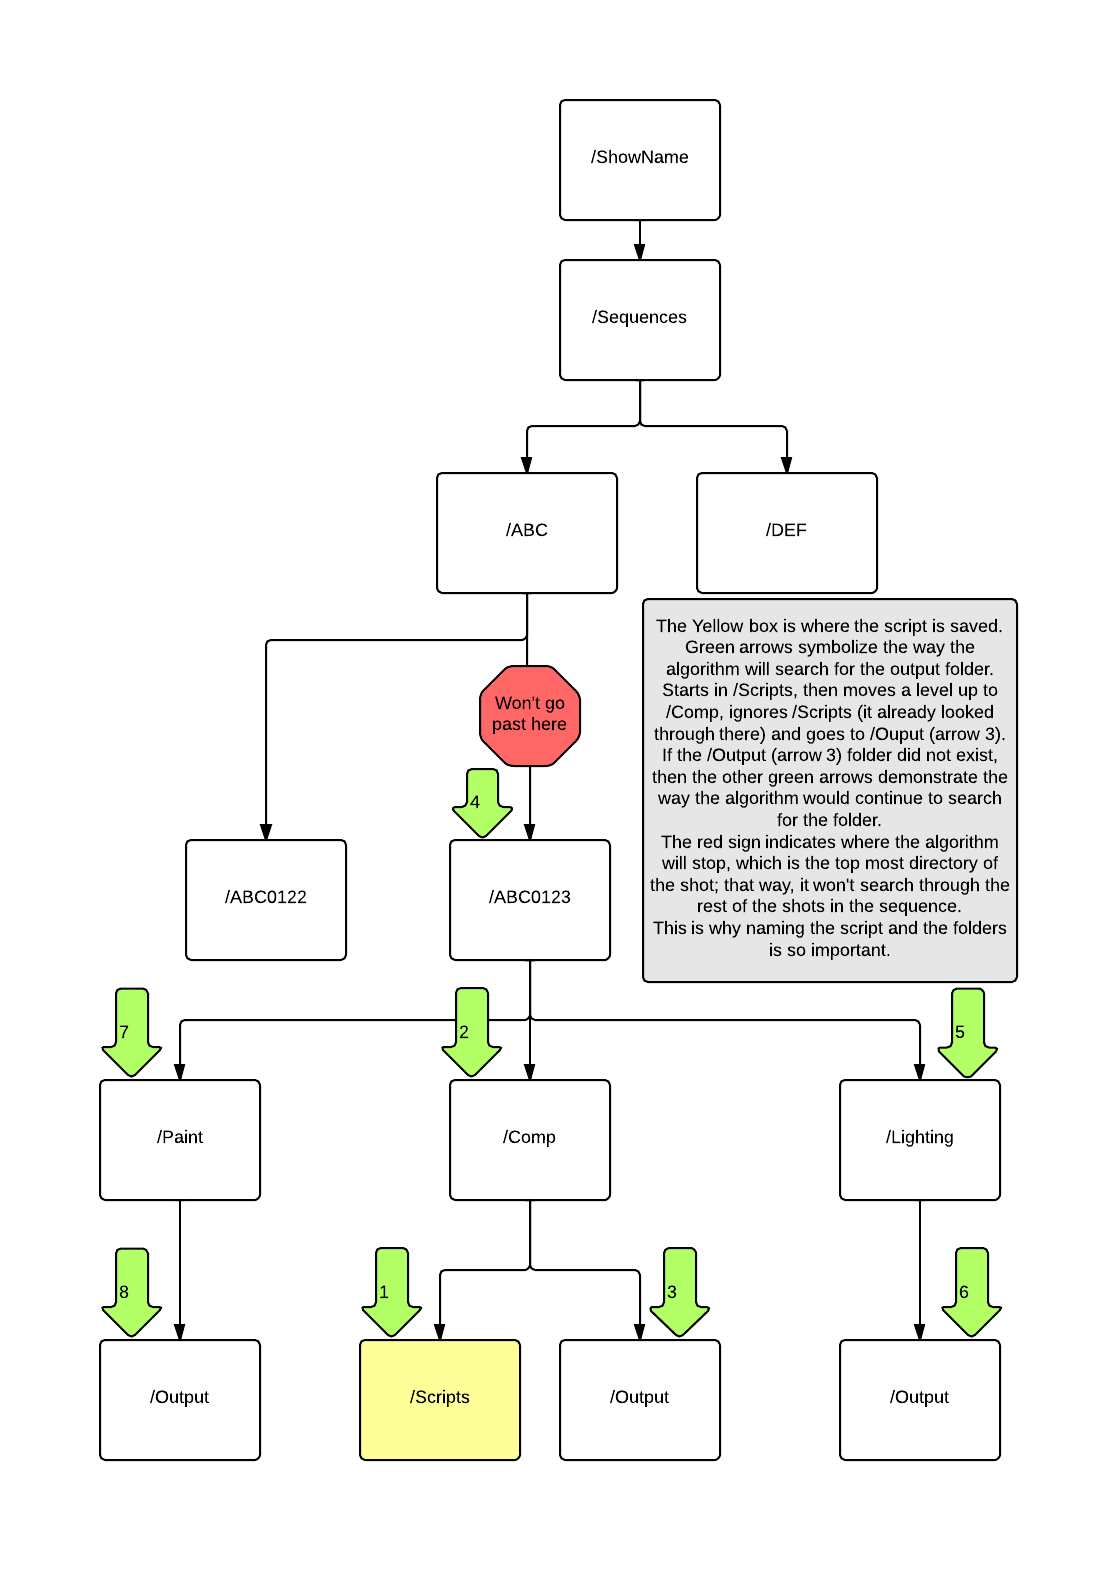 /ShowName
/Sequences
/ABC
/DEF
The Yellow box is where the script is saved.
Green arrows symbolize the way the
algorithm will search for the output folder.
Starts in /Scripts, then moves a level up to
/Comp, ignores /Scripts (it already looked
through there) and goes to /Ouput (arrow 3).
If the /Output (arrow 3) folder did not exist,
then the other green arrows demonstrate the
way the algorithm would continue to search
for the folder.
The red sign indicates where the algorithm
will stop, which is the top most directory of
the shot; that way, it won't search through the
rest of the shots in the sequence.
This is why naming the script and the folders
is so important.
Won't go
past here
4
/ABC0122
/ABC0123
7
2
5
/Paint
/Comp
/Lighting
8
1
3
6
/Output
/Scripts
/Output
/Output